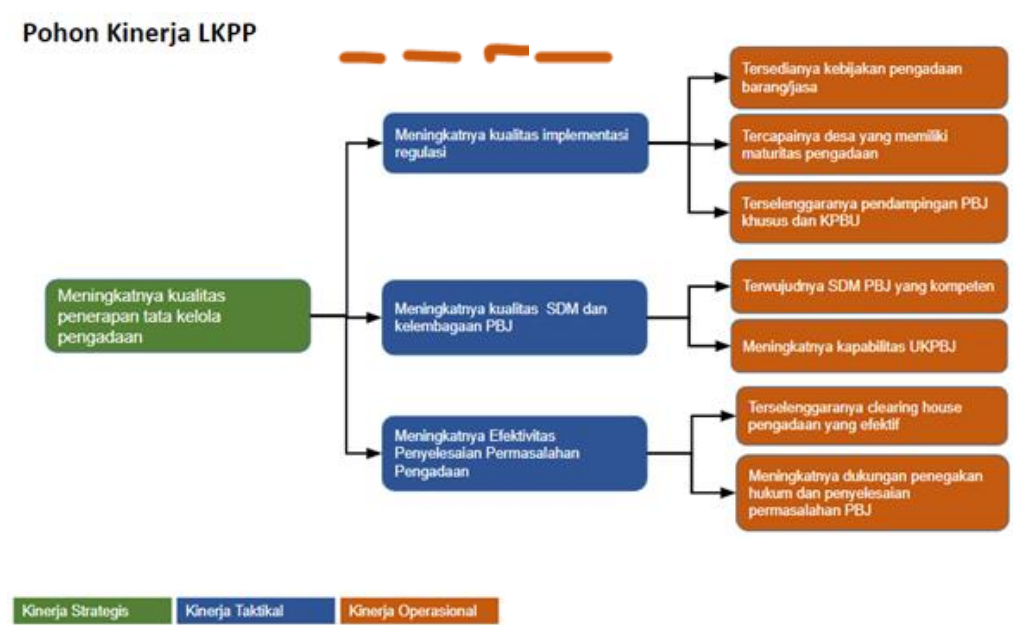 Pohon Kinerja LKPP
Tersedianya kebijakan pengadaan
barang/jasa
Meningkatnya kualitas implementasi
regulasi
Tercapainya desa yang memiliki
maturitas pengadaan
Terselenggaranya pendampingan PBJ
khusus dan KPBU
Meningkatnya kualitas
penerapan tata kelola
pengadaan
Meningkatnya kualitas SDM dan
kelembagaan PBJ
Terwujudnya SDM PBJ yang kompeten
Meningkatnya kapabilitas UKPBJ
Meningkatnya Efektivitas
Penyelesaian Permasalahan
Pengadaan
Terselenggaranya clearing house
pengadaan yang efektif
Meningkatnya dukungan penegakan
hukum dan penyelesaian
permasalahan PBJ
Kinerja Strategis
Kinerja Taktikal
Kinerja Operasional